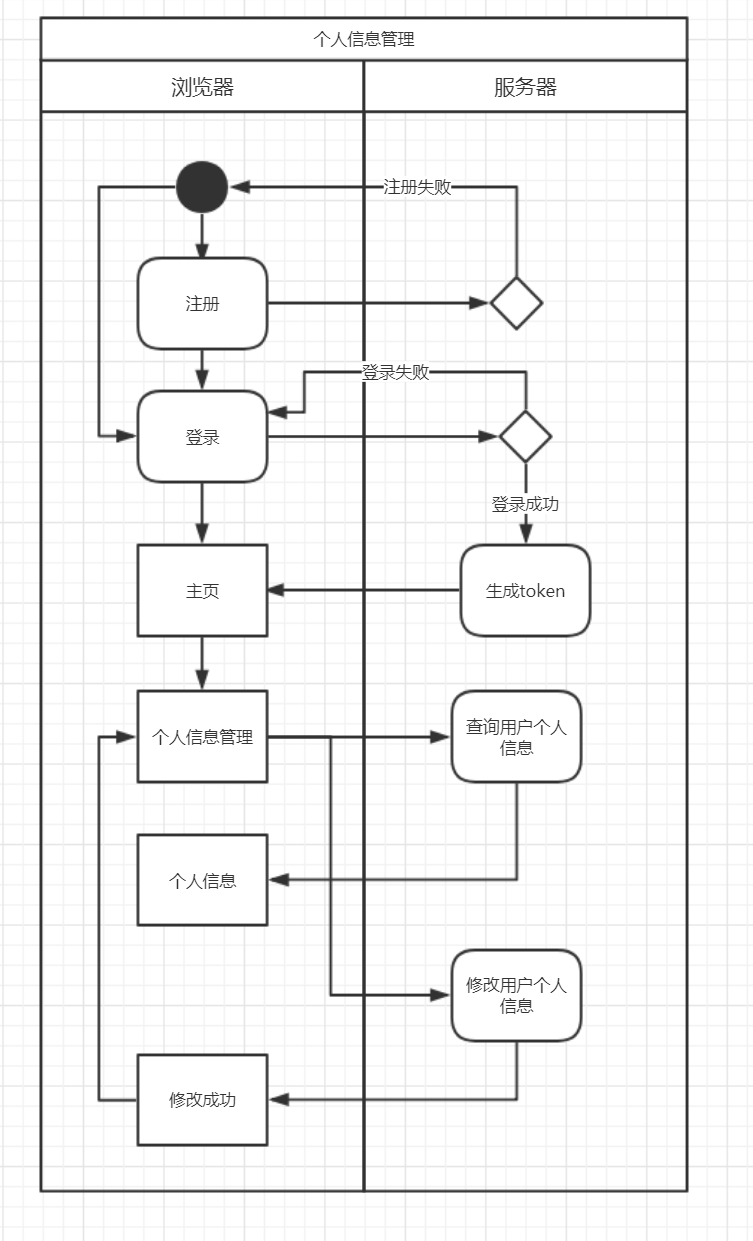 个人信息管理
浏览器
服务器
注册失败
注册
登录失败
登录
登录成功
主页
生成token
个人信息管理
查询用户个人
信息
个人信息
修改用户个人
信息
修改成功